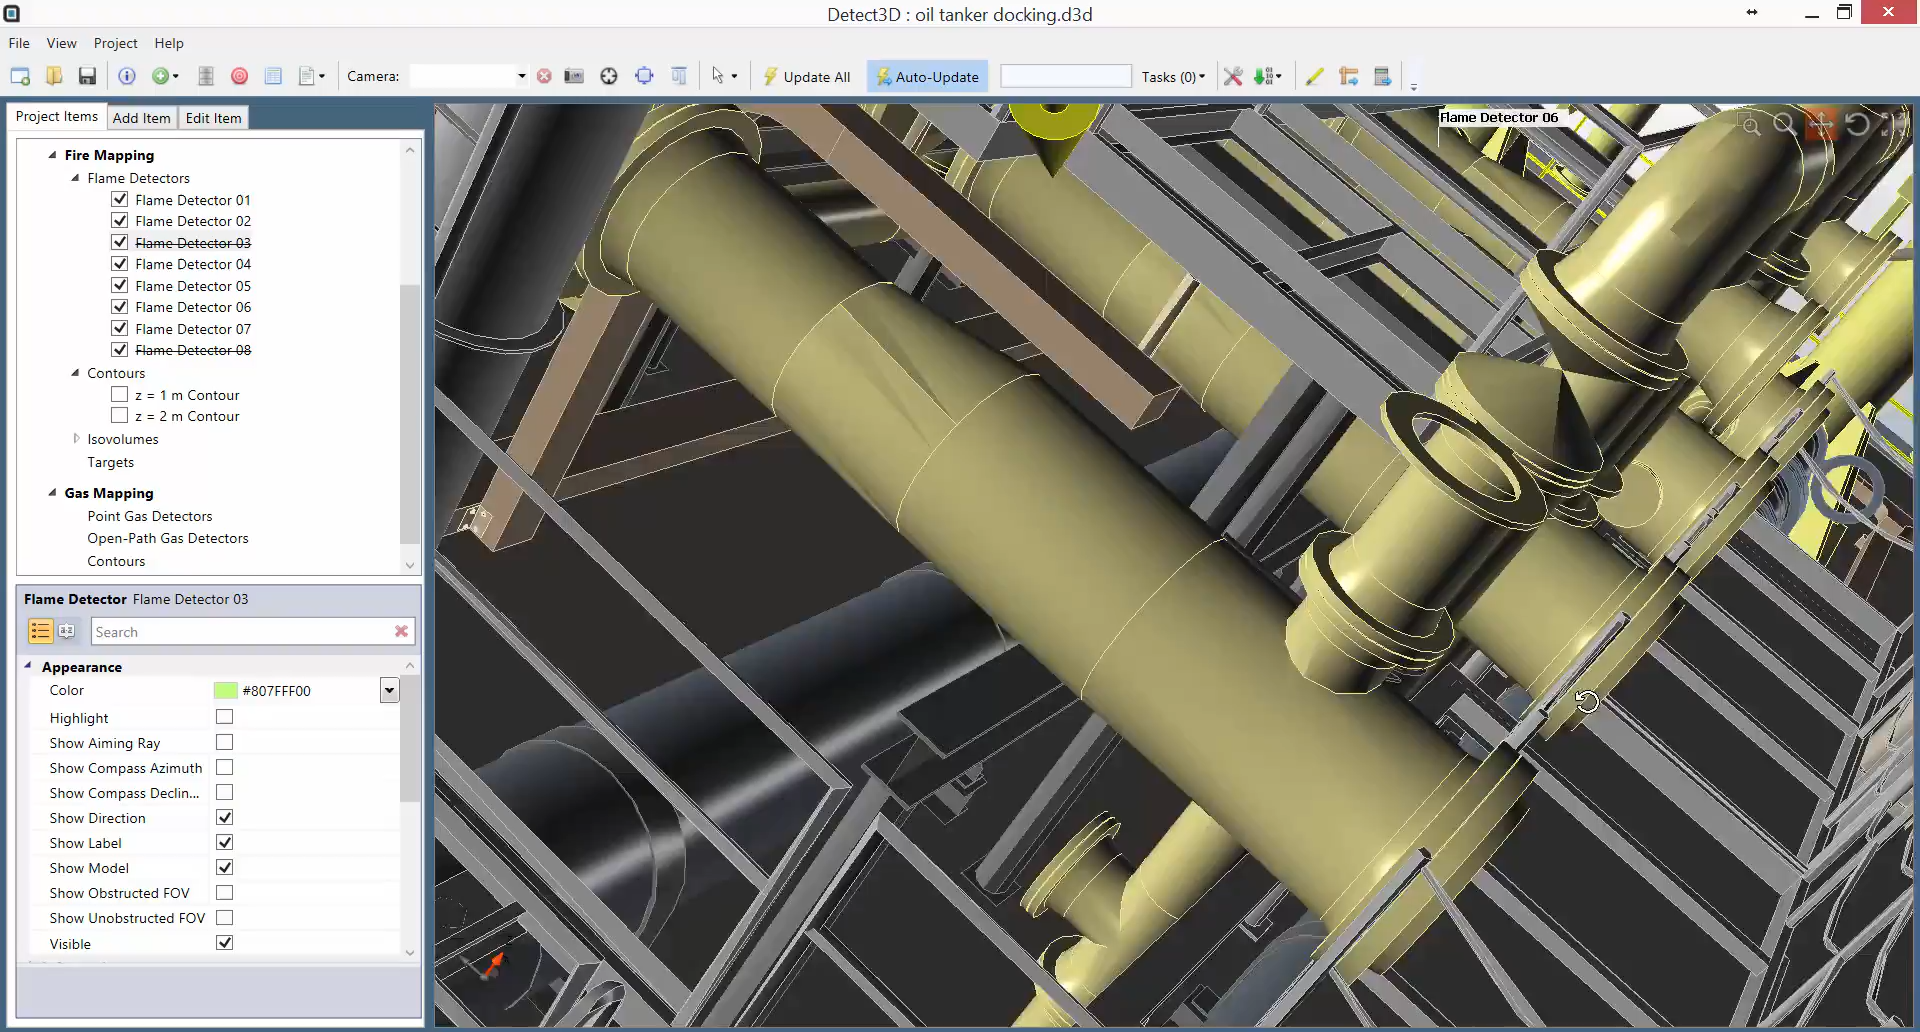 Detect3D : oil tanker docking.d3d
File View Project Help
Camera: Update All Auto-Update Tasks (0)
Project Items Add Item Edit Item
Flame Detector 06
Fire Mapping
Flame Detectors
Flame Detector 01
Flame Detector 02
Flame Detector 03
Flame Detector 04
Flame Detector 05
Flame Detector 06
Flame Detector 07
Flame Detector 08
Contours
z = 1 m Contour
z = 2 m Contour
Isovolumes
Targets
Gas Mapping
Point Gas Detectors
Open-Path Gas Detectors
Contours
Flame Detector Flame Detector 03
Search
Appearance
Color #807FFF00
Highlight
Show Aiming Ray
Show Compass Azimuth
Show Compass Declin...
Show Direction
Show Label
Show Model
Show Obstructed FOV
Show Unobstructed FOV
Visible